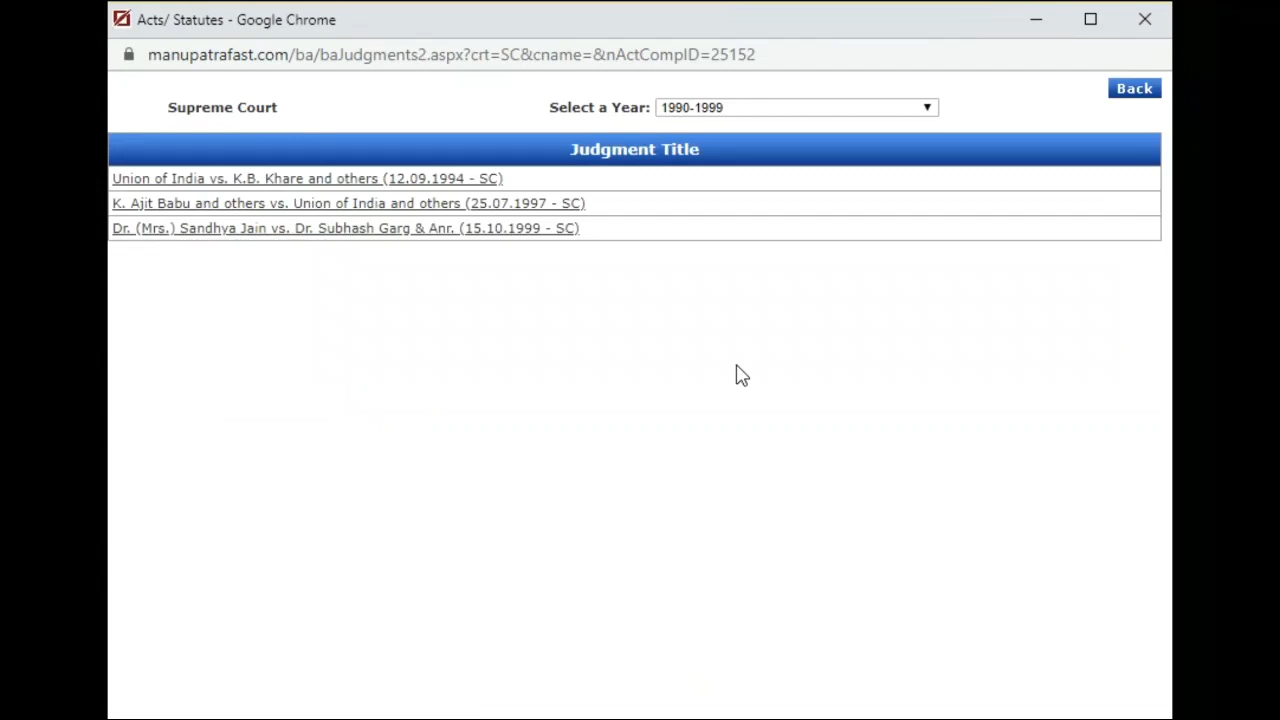 Acts/ Statutes - Google Chrome
manupatrafast.com/ba/baJudgments2.aspx?crt=SC&cname=&nActCompID=25152
Back
Supreme Court Select a Year: 1990-1999
Judgment Title
Union of India vs. K.B. Khare and others (12.09.1994 - SC)
K. Ajit Babu and others vs. Union of India and others (25.07.1997 - SC)
Dr. (Mrs.) Sandhya Jain vs. Dr. Subhash Garg & Anr. (15.10.1999 - SC)